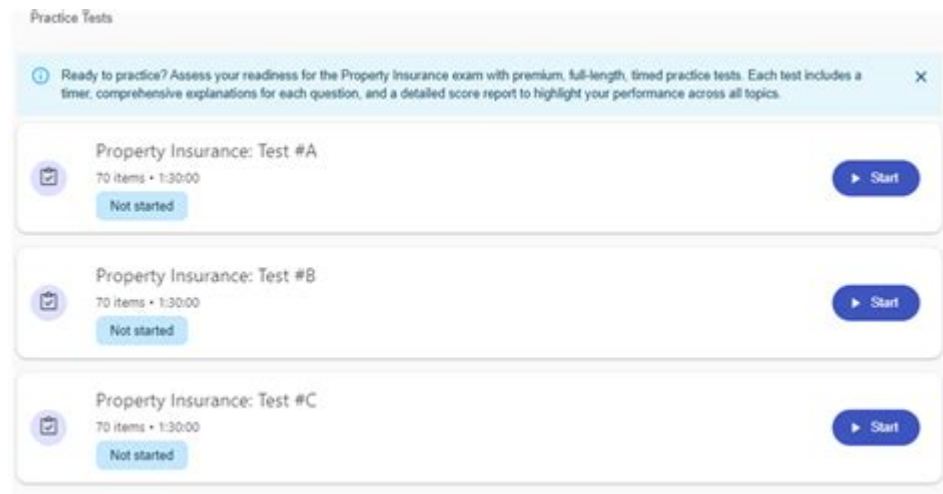 Practice Tests
Ready to practice? Assess your readiness for the Property Insurance exam with premium, full-length, timed practice tests. Each test includes a
timer, comprehensive explanations for each question, and a detailed score report to highlight your performance across all topics.
Property Insurance: Test #A
70 items • 1:30:00
Start
Not started
Property Insurance: Test #B
70 items • 1:30:00
Start
Not started
Property Insurance: Test #C
70 items • 1:30:00
Start
Not started